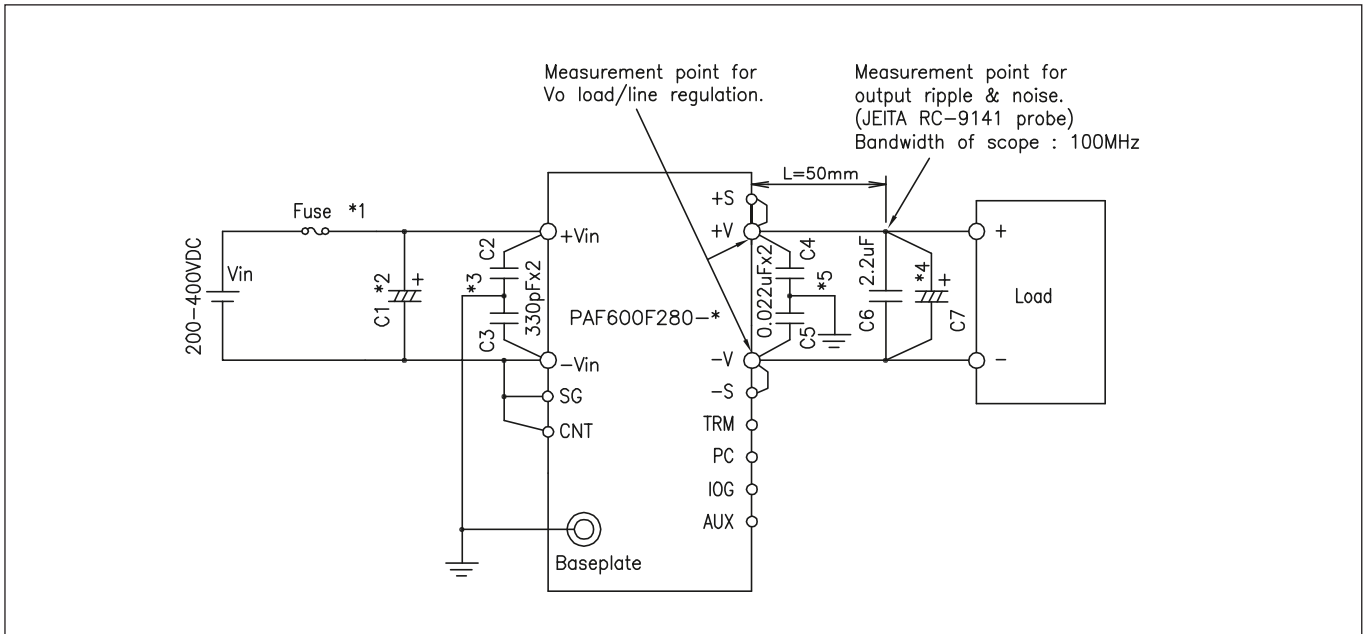 Measurement point for
Vo load/line regulation.
Measurement point for
output ripple & noise.
(JEITA RC-9141 probe)
Bandwidth of scope : 100MHz
L=50mm
Fuse *1
200-400VDC
Vin
C1 *2
+
+Vin
-Vin
SG
CNT
C2
*3
C3
330pFx2
PAF600F280-*
Baseplate
+S
+V
-V
-S
TRM
PC
IOG
AUX
C4
0.022uFx2
*5
C5
2.2uF
C6
*4
+
C7
+
-
Load